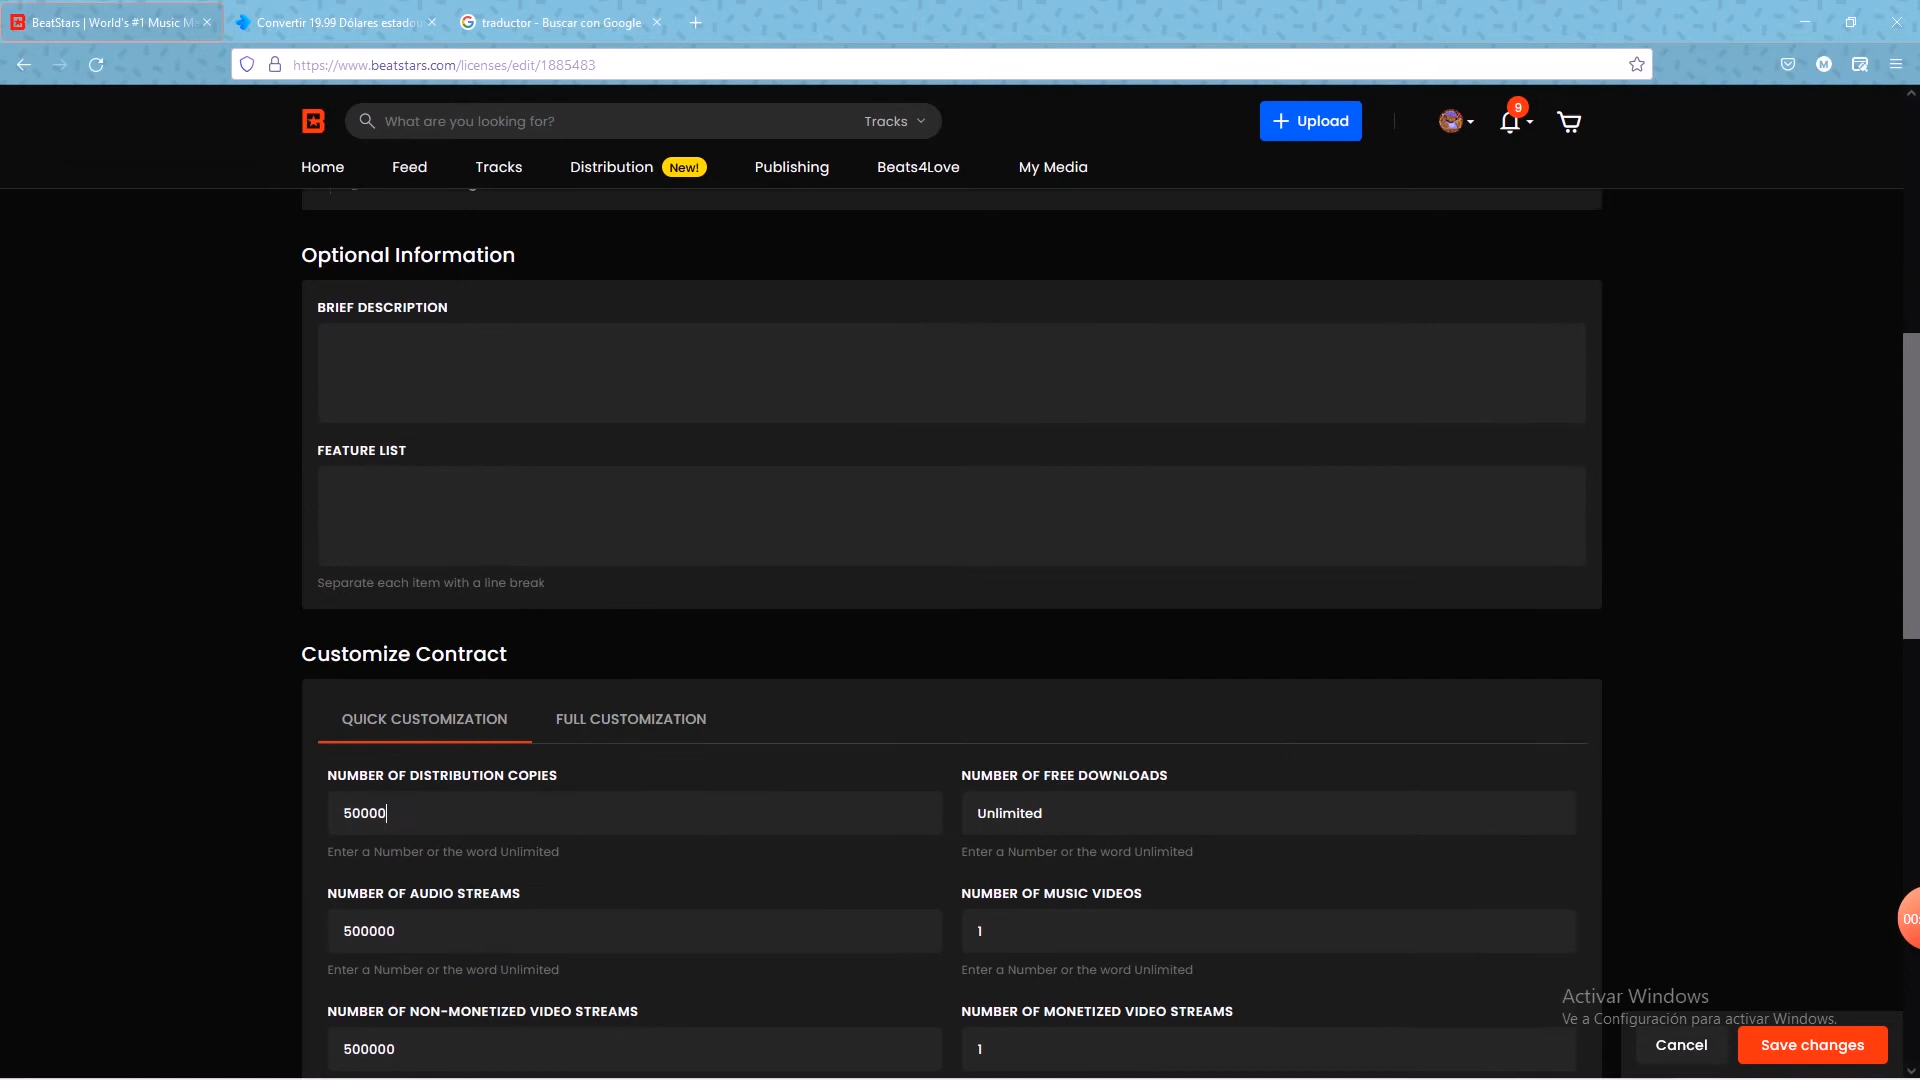 BeatStars | World's #1 Music M
Convertir 19.99 Dólares estadou
traductor - Buscar con Google
https://www.beatstars.com/licenses/edit/1885483
What are you looking for?
Tracks
Upload
9
Home
Feed
Tracks
Distribution New!
Publishing
Beats4Love
My Media
Optional Information
BRIEF DESCRIPTION
FEATURE LIST
Separate each item with a line break
Customize Contract
QUICK CUSTOMIZATION
FULL CUSTOMIZATION
NUMBER OF DISTRIBUTION COPIES
50000
Enter a Number or the word Unlimited
NUMBER OF FREE DOWNLOADS
Unlimited
Enter a Number or the word Unlimited
NUMBER OF AUDIO STREAMS
500000
Enter a Number or the word Unlimited
NUMBER OF MUSIC VIDEOS
1
Enter a Number or the word Unlimited
NUMBER OF NON-MONETIZED VIDEO STREAMS
500000
NUMBER OF MONETIZED VIDEO STREAMS
1
00:
Activar Windows
Ve a Configuración para activar Windows.
Cancel
Save changes